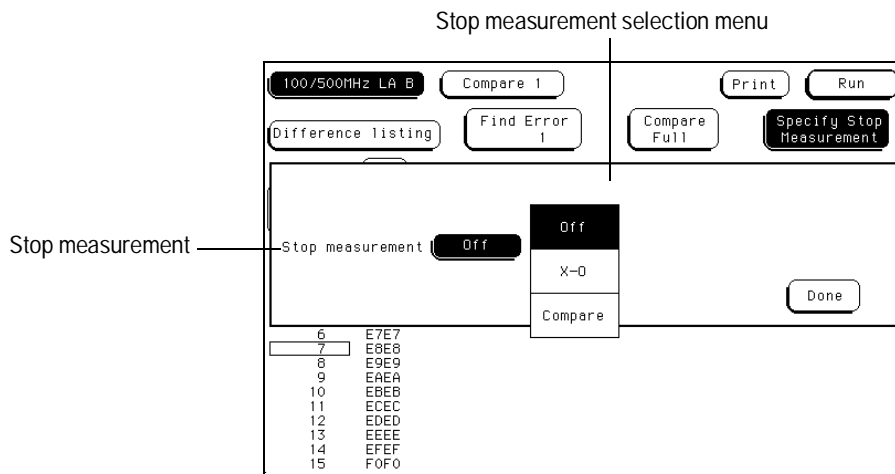 Stop measurement selection menu
100/500MHz LA B Compare 1 Print Run
Difference listing Find Error 1 Compare Full Specify Stop Measurement
Stop measurement
Stop measurement Off
Off
X-O
Compare
Done
6 E7E7
7 E8E8
8 E9E9
9 EAEA
10 EBEB
11 ECEC
12 EDED
13 EEEE
14 EFEF
15 F0F0